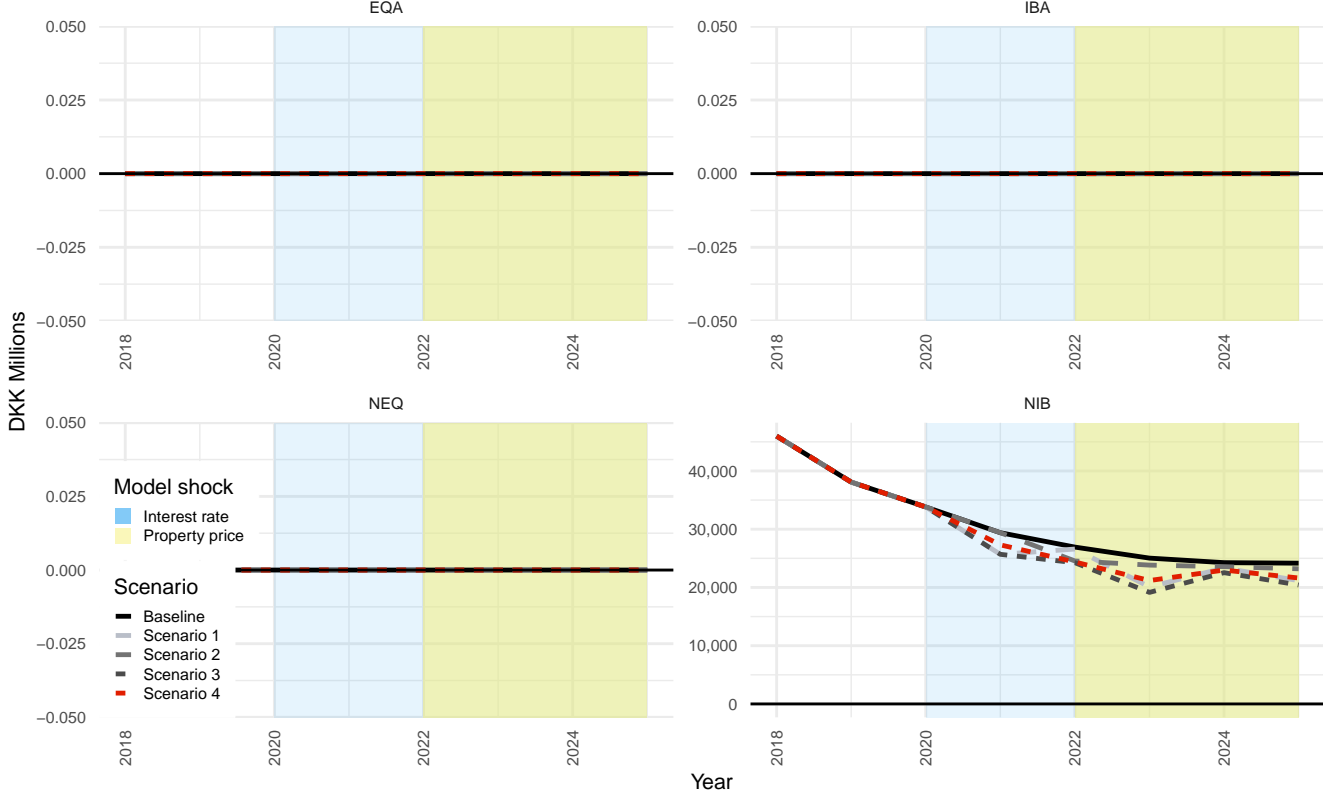 EQA
IBA
0.050
0.025
0.000
−0.025
−0.050
0.050
0.025
0.000
−0.025
−0.050
2018
2020
2022
2024
2018
2020
2022
2024
DKK Millions
NEQ
NIB
0.050
0.025
0.000
−0.025
−0.050
Model shock
Interest rate
Property price
Scenario
Baseline
Scenario 1
Scenario 2
Scenario 3
Scenario 4
40,000
30,000
20,000
10,000
0
2018
2020
2022
2024
2018
2020
2022
2024
Year